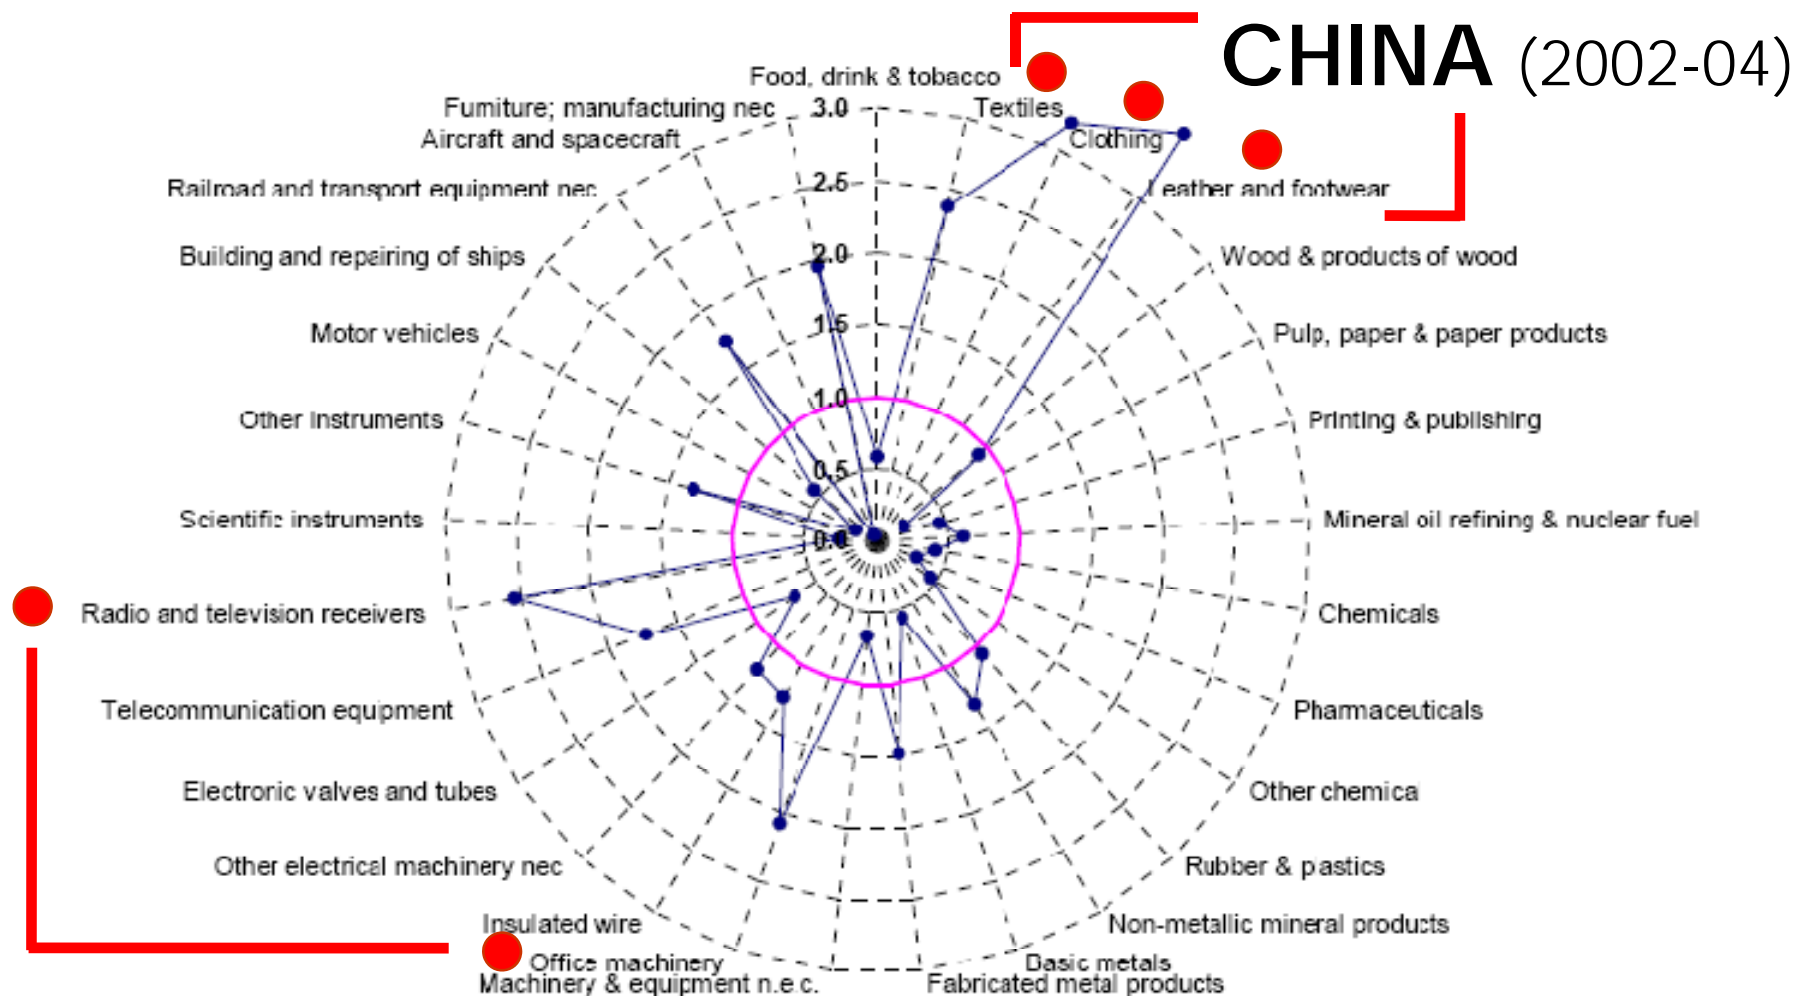 CHINA (2002-04)
Food, drink & tobacco
Textiles
Clothing
Leather and footwear
Wood & products of wood
Pulp, paper & paper products
Printing & publishing
Mineral oil refining & nuclear fuel
Chemicals
Pharmaceuticals
Other chemical
Rubber & plastics
Non-metallic mineral products
Basic metals
Fabricated metal products
Machinery & equipment n.e.c.
Office machinery
Insulated wire
Other electrical machinery nec
Electronic valves and tubes
Telecommunication equipment
Radio and television receivers
Scientific instruments
Other Instruments
Motor vehicles
Building and repairing of ships
Railroad and transport equipment nec
Aircraft and spacecraft
Furniture; manufacturing nec
3.0
2.5
2.0
1.5
1.0
0.5
0.0